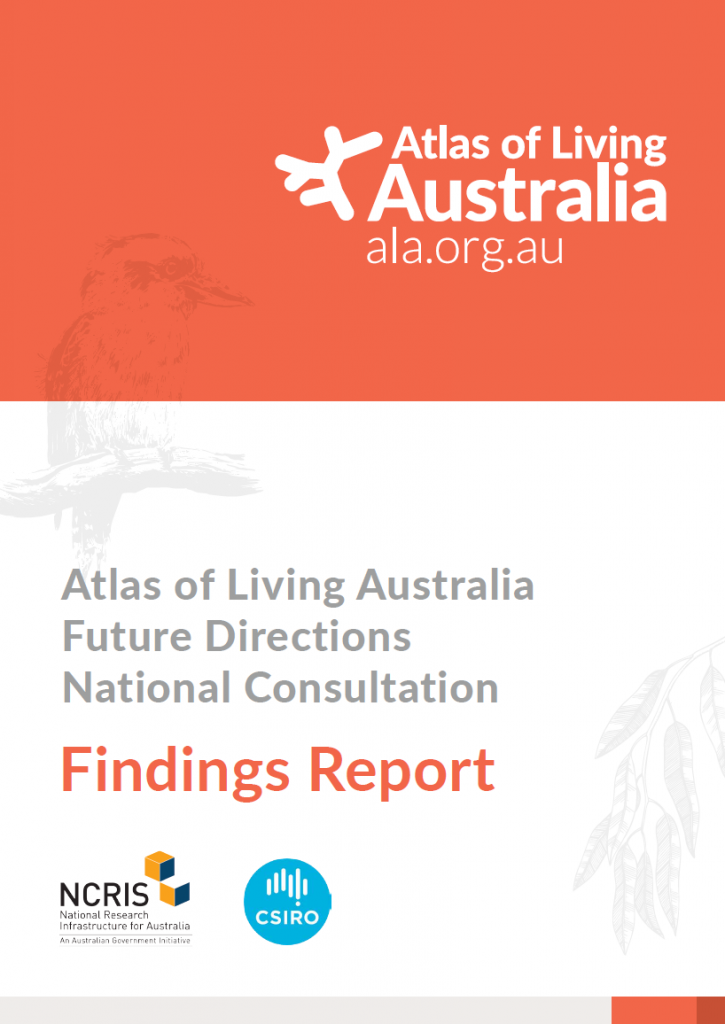 Atlas of Living
Australia
ala.org.au
Atlas of Living Australia
Future Directions
National Consultation
Findings Report
NCRIS
National Research
Infrastructure for Australia
An Australian Government Initiative
CSIRO